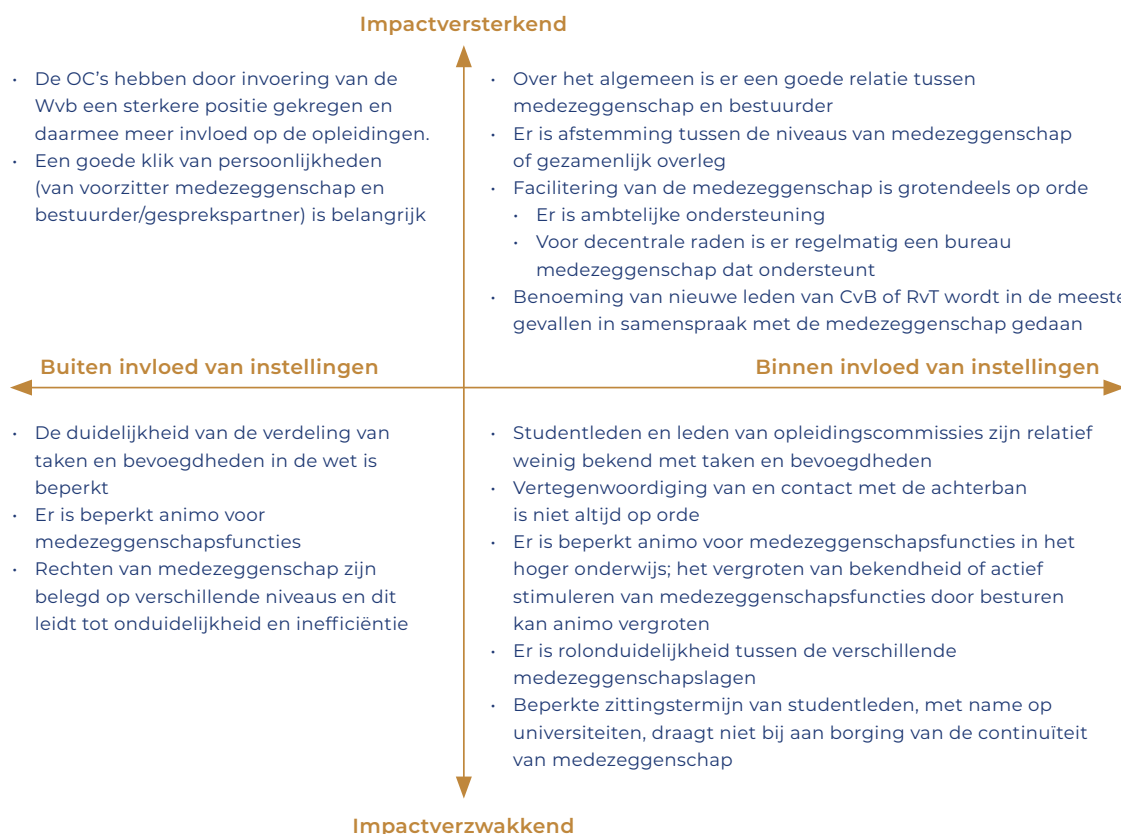 Impactversterkend
• De OC’s hebben door invoering van de
Wvb een sterkere positie gekregen en
daarmee meer invloed op de opleidingen.
• Een goede klik van persoonlijkheden
(van voorzitter medezeggenschap en
bestuurder/gesprekspartner) is belangrijk
• Over het algemeen is er een goede relatie tussen
medezeggenschap en bestuurder
• Er is afstemming tussen de niveaus van medezeggenschap
of gezamenlijk overleg
• Facilitering van de medezeggenschap is grotendeels op orde
• Er is ambtelijke ondersteuning
• Voor decentrale raden is er regelmatig een bureau
medezeggenschap dat ondersteunt
• Benoeming van nieuwe leden van CvB of RvT wordt in de meeste
gevallen in samenspraak met de medezeggenschap gedaan
Buiten invloed van instellingen
Binnen invloed van instellingen
• De duidelijkheid van de verdeling van
taken en bevoegdheden in de wet is
beperkt
• Er is beperkt animo voor
medezeggenschapsfuncties
• Rechten van medezeggenschap zijn
belegd op verschillende niveaus en dit
leidt tot onduidelijkheid en inefficiëntie
• Studentleden en leden van opleidingscommissies zijn relatief
weinig bekend met taken en bevoegdheden
• Vertegenwoordiging van en contact met de achterban
is niet altijd op orde
• Er is beperkt animo voor medezeggenschapsfuncties in het
hoger onderwijs; het vergroten van bekendheid of actief
stimuleren van medezeggenschapsfuncties door besturen
kan animo vergroten
• Er is rolonduidelijkheid tussen de verschillende
medezeggenschapslagen
• Beperkte zittingstermijn van studentleden, met name op
universiteiten, draagt niet bij aan borging van de continuïteit
van medezeggenschap
Impactverzwakkend